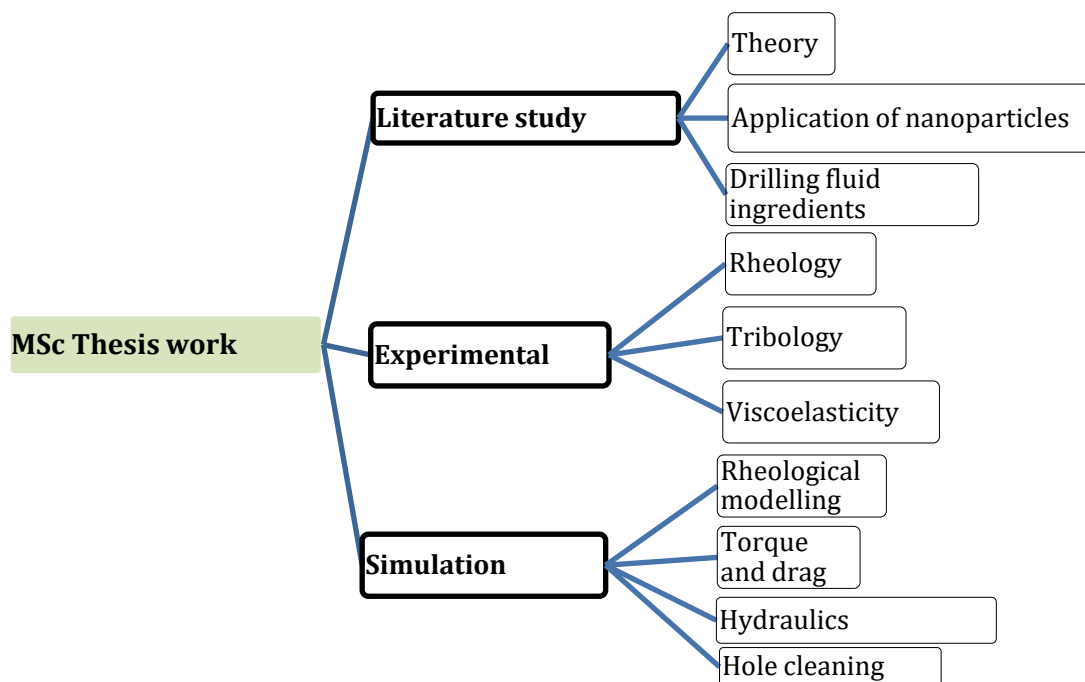 MSc Thesis work
Literature study
Theory
Application of nanoparticles
Drilling fluid
ingredients
Experimental
Rheology
Tribology
Viscoelasticity
Simulation
Rheological
modelling
Torque
and drag
Hydraulics
Hole cleaning